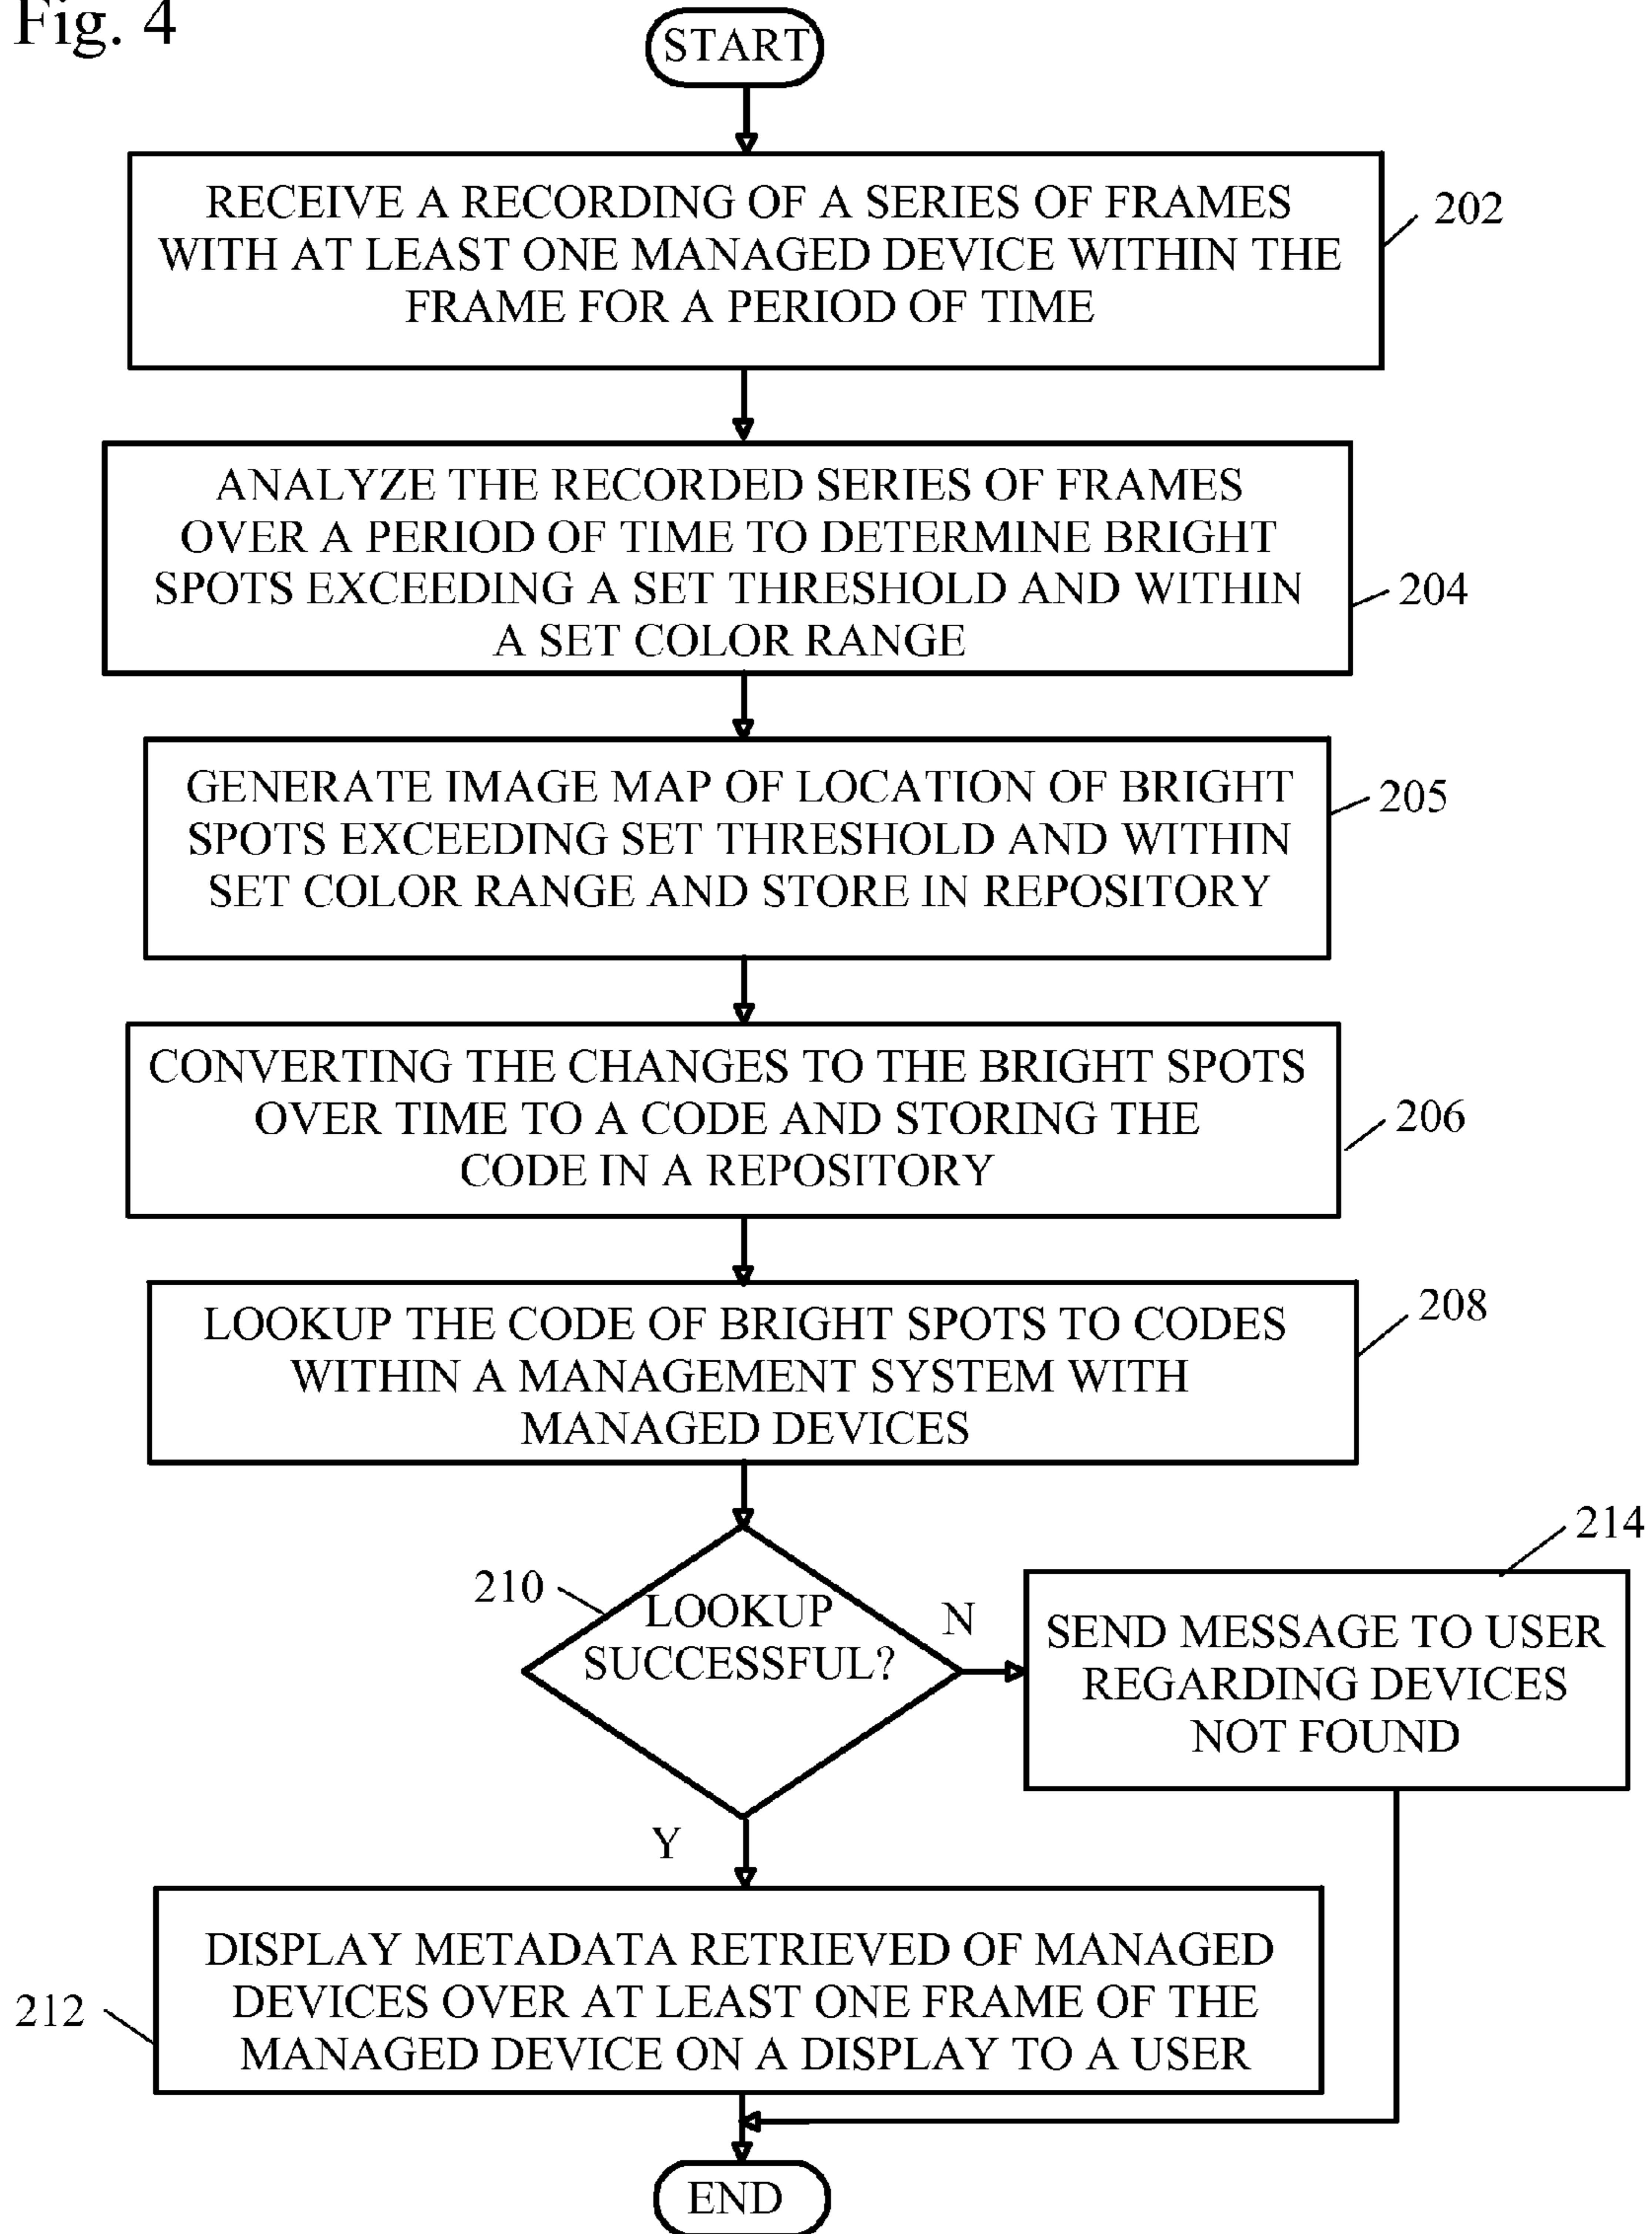 Fig. 4
START
RECEIVE A RECORDING OF A SERIES OF FRAMES
WITH AT LEAST ONE MANAGED DEVICE WITHIN THE
FRAME FOR A PERIOD OF TIME
202
ANALYZE THE RECORDED SERIES OF FRAMES
OVER A PERIOD OF TIME TO DETERMINE BRIGHT
SPOTS EXCEEDING A SET THRESHOLD AND WITHIN
A SET COLOR RANGE
204
GENERATE IMAGE MAP OF LOCATION OF BRIGHT
SPOTS EXCEEDING SET THRESHOLD AND WITHIN
SET COLOR RANGE AND STORE IN REPOSITORY
205
CONVERTING THE CHANGES TO THE BRIGHT SPOTS
OVER TIME TO A CODE AND STORING THE
CODE IN A REPOSITORY
206
LOOKUP THE CODE OF BRIGHT SPOTS TO CODES
WITHIN A MANAGEMENT SYSTEM WITH
MANAGED DEVICES
208
210
LOOKUP
SUCCESSFUL?
N
214
SEND MESSAGE TO USER
REGARDING DEVICES
NOT FOUND
Y
DISPLAY METADATA RETRIEVED OF MANAGED
DEVICES OVER AT LEAST ONE FRAME OF THE
MANAGED DEVICE ON A DISPLAY TO A USER
212
END